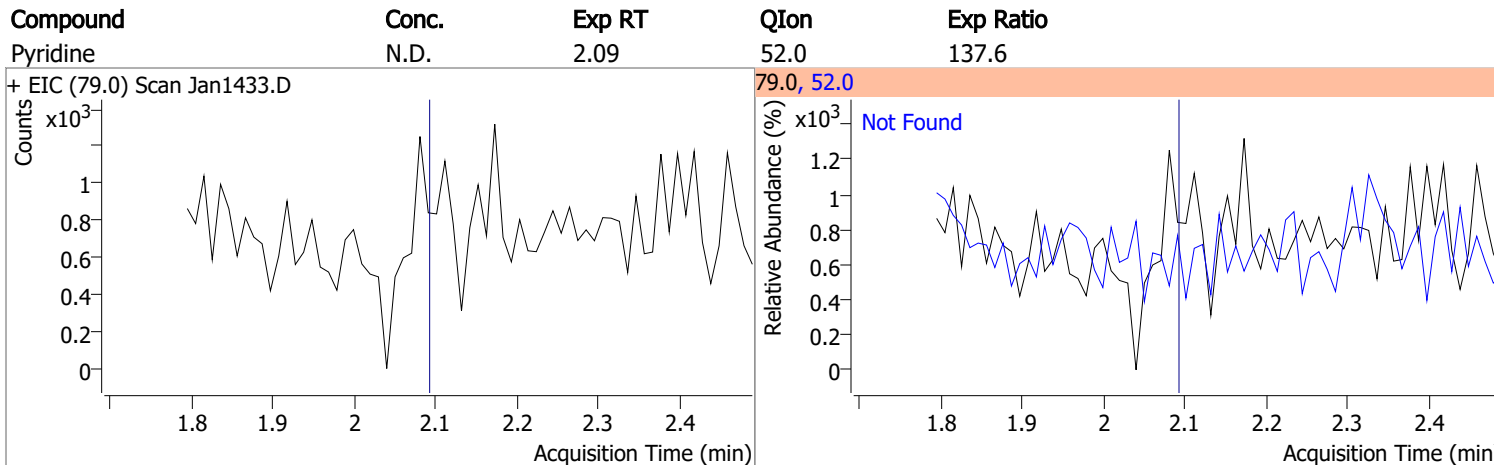 Compound Conc. Exp RT QIon Exp Ratio
Pyridine N.D. 2.09 52.0 137.6
+ EIC (79.0) Scan Jan1433.D
Counts
x10³
1
0.8
0.6
0.4
0.2
0
1.8 1.9 2 2.1 2.2 2.3 2.4
Acquisition Time (min)
79.0, 52.0
Relative Abundance (%)
x10³
Not Found
1.2
1
0.8
0.6
0.4
0.2
0
1.8 1.9 2 2.1 2.2 2.3 2.4
Acquisition Time (min